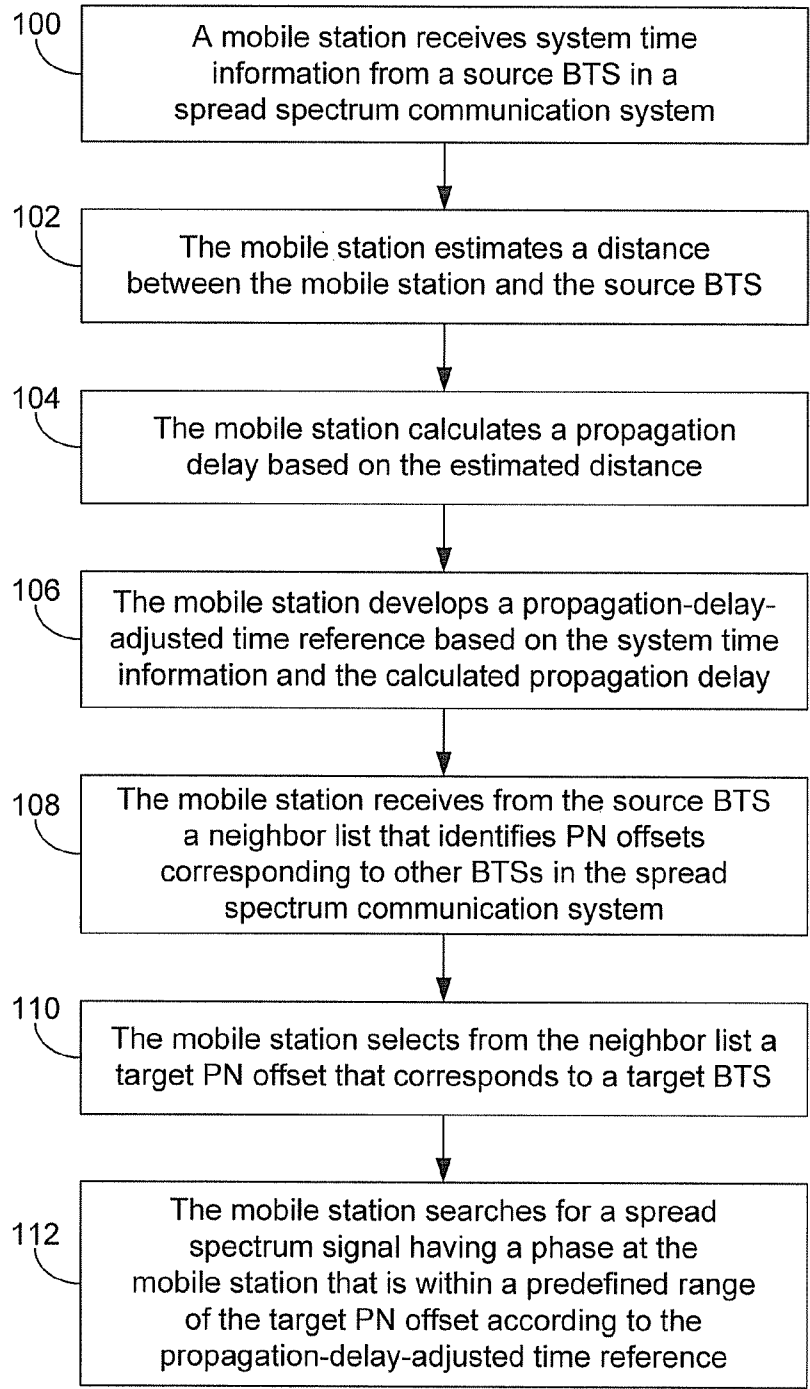 100
A mobile station receives system time
information from a source BTS in a
spread spectrum communication system
102
The mobile station estimates a distance
between the mobile station and the source BTS
104
The mobile station calculates a propagation
delay based on the estimated distance
106
The mobile station develops a propagation-delay-
adjusted time reference based on the system time
information and the calculated propagation delay
108
The mobile station receives from the source BTS
a neighbor list that identifies PN offsets
corresponding to other BTSs in the spread
spectrum communication system
110
The mobile station selects from the neighbor list a
target PN offset that corresponds to a target BTS
112
The mobile station searches for a spread
spectrum signal having a phase at the
mobile station that is within a predefined range
of the target PN offset according to the
propagation-delay-adjusted time reference